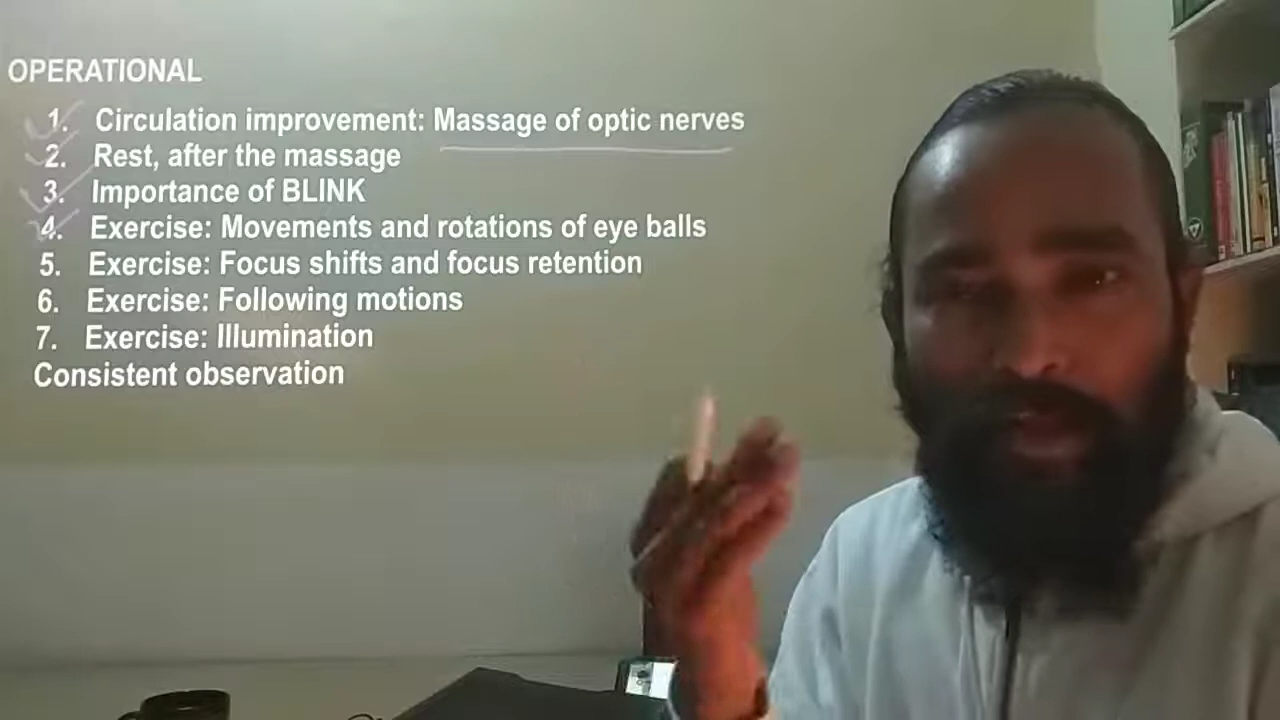 OPERATIONAL
1. Circulation improvement: Massage of optic nerves
2. Rest, after the massage
3. Importance of BLINK
4. Exercise: Movements and rotations of eye balls
5. Exercise: Focus shifts and focus retention
6. Exercise: Following motions
7. Exercise: Illumination
Consistent observation